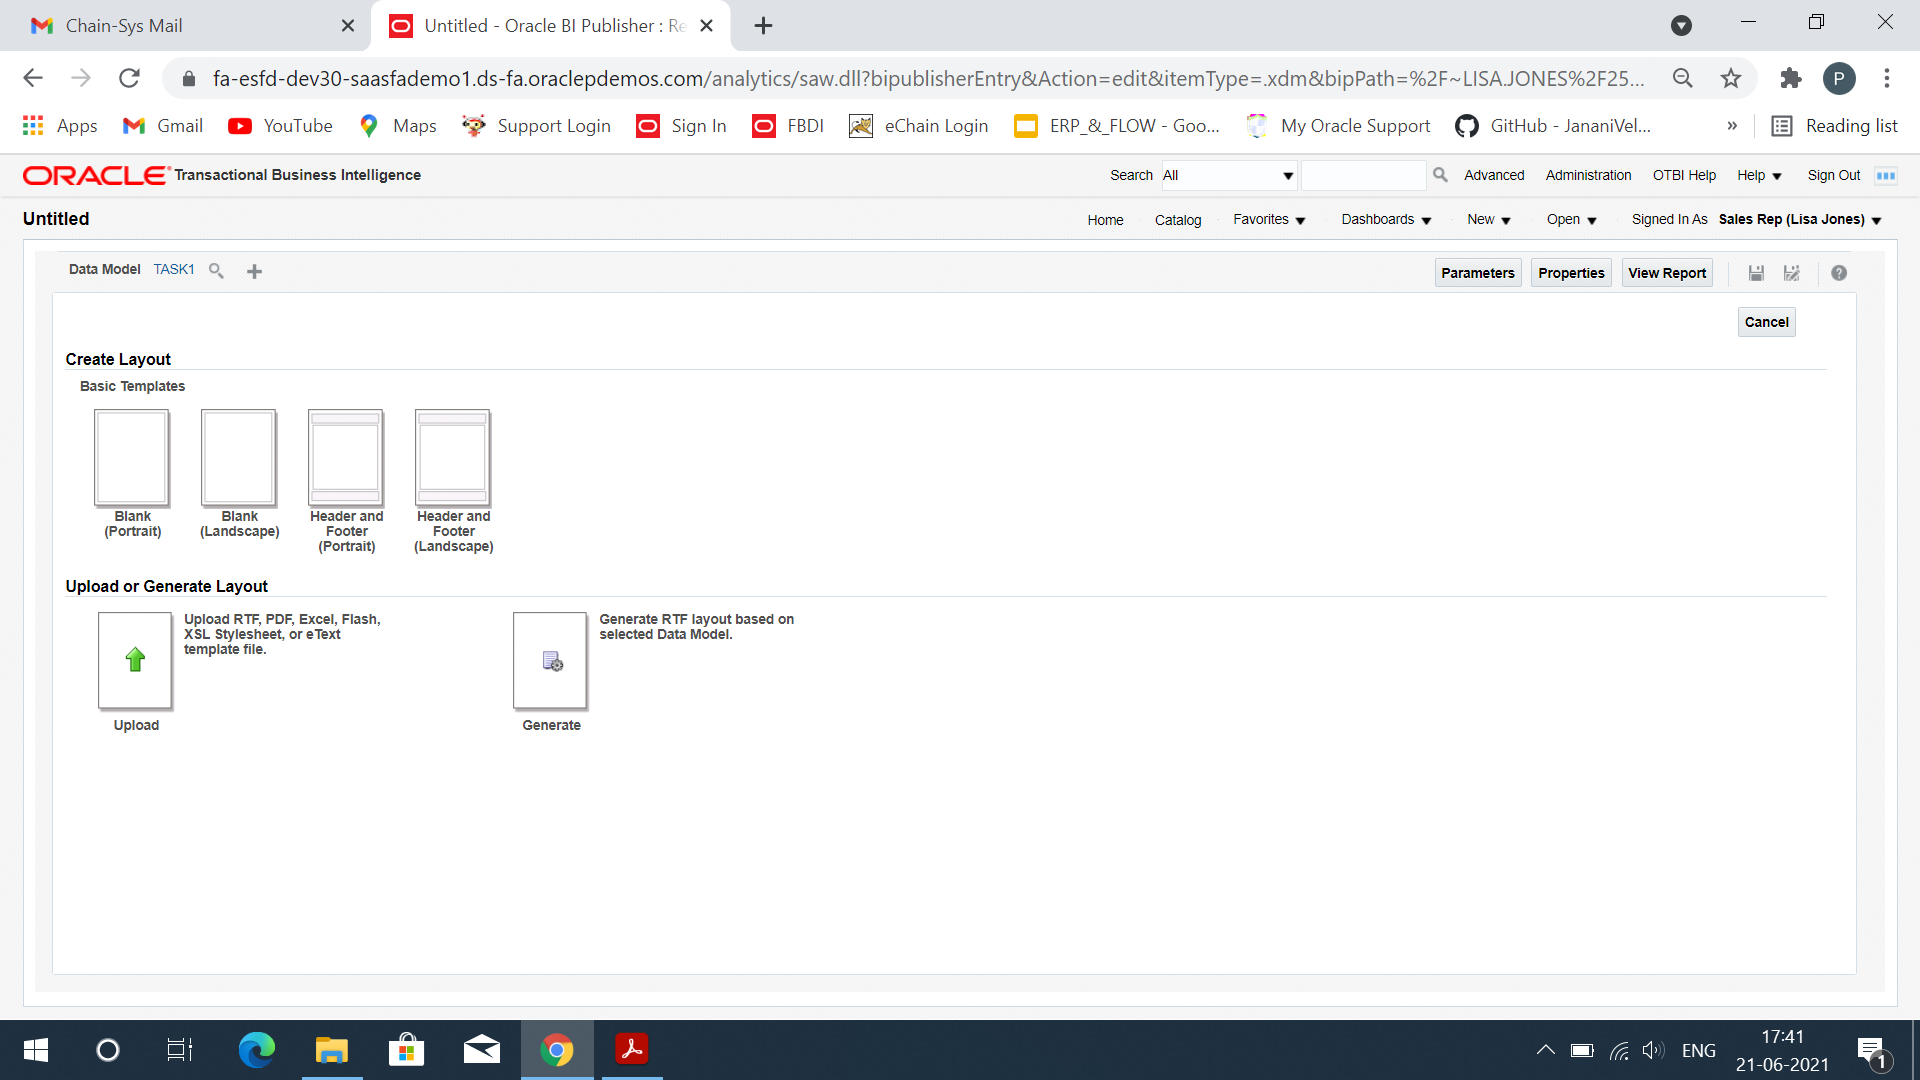 Chain-Sys Mail
Untitled - Oracle BI Publisher : Re
fa-esfd-dev30-saasfademo1.ds-fa.oraclepdemos.com/analytics/saw.dll?bipublisherEntry&Action=edit&itemType=.xdm&bipPath=%2F~LISA.JONES%2F25...
P
Apps
Gmail
YouTube
Maps
Support Login
Sign In
FBDI
eChain Login
ERP_&_FLOW - Goo...
My Oracle Support
GitHub - JananiVel...
»
Reading list
ORACLE Transactional Business Intelligence
Search All
Advanced
Administration
OTBI Help
Help
Sign Out
Untitled
Home
Catalog
Favorites
Dashboards
New
Open
Signed In As Sales Rep (Lisa Jones)
Data Model TASK1
Parameters
Properties
View Report
Cancel
Create Layout
Basic Templates
Blank
(Portrait)
Blank
(Landscape)
Header and
Footer
(Portrait)
Header and
Footer
(Landscape)
Upload or Generate Layout
Upload RTF, PDF, Excel, Flash,
XSL Stylesheet, or eText
template file.
Upload
Generate RTF layout based on
selected Data Model.
Generate
ENG
17:41
21-06-2021
1